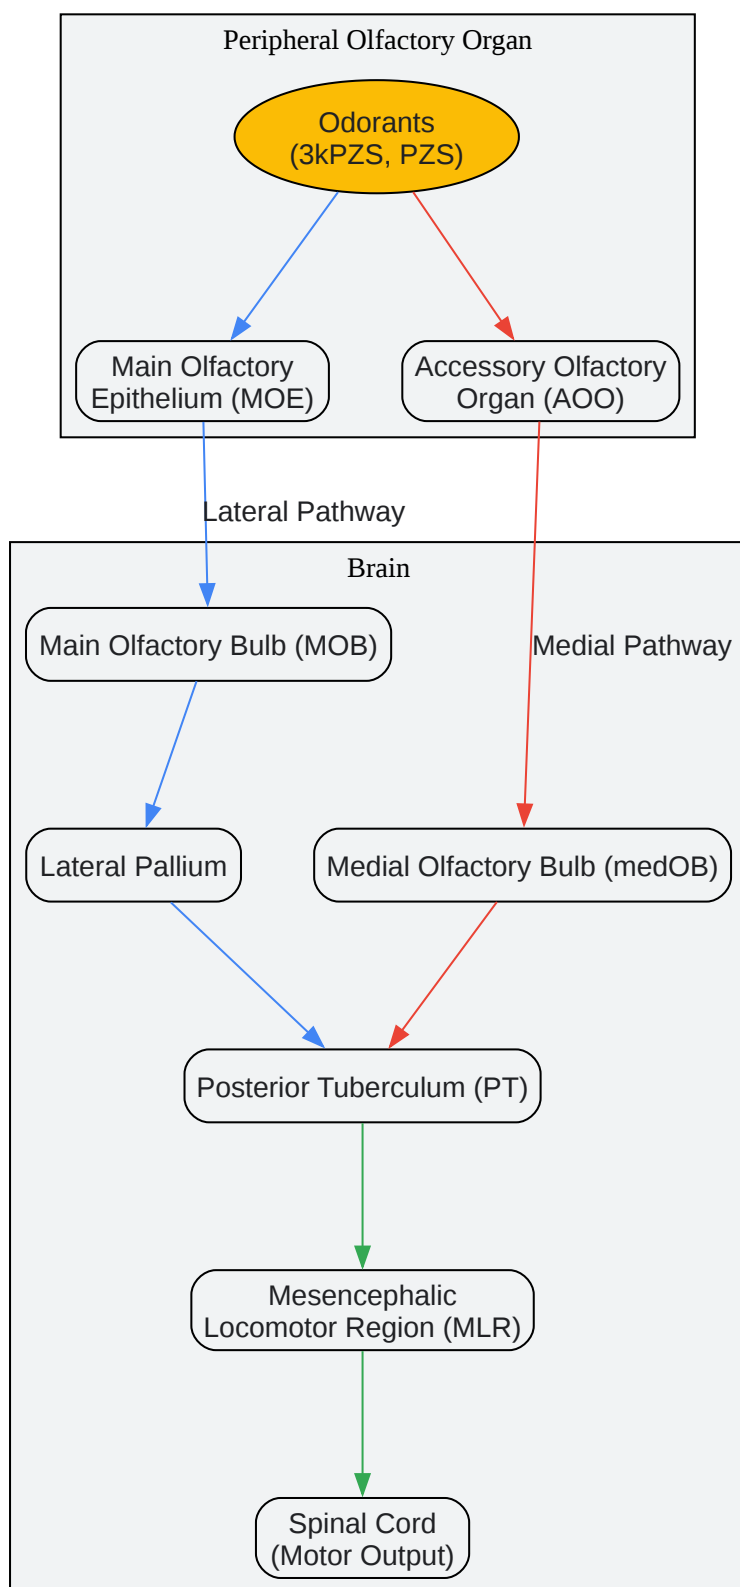 Peripheral Olfactory Organ
Odorants
(3kPZS, PZS)
Main Olfactory
Epithelium (MOE)
Accessory Olfactory
Organ (AOO)
Lateral Pathway
Brain
Main Olfactory Bulb (MOB)
Medial Pathway
Lateral Pallium
Medial Olfactory Bulb (medOB)
Posterior Tuberculum (PT)
Mesencephalic
Locomotor Region (MLR)
Spinal Cord
(Motor Output)